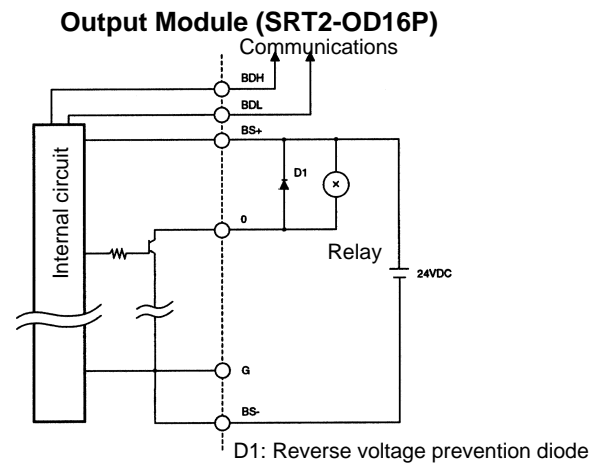 Output Module (SRT2-OD16P)
Communications
BDH
BDL
BS+
D1
Internal circuit
0
Relay
24VDC
G
BS-
D1: Reverse voltage prevention diode